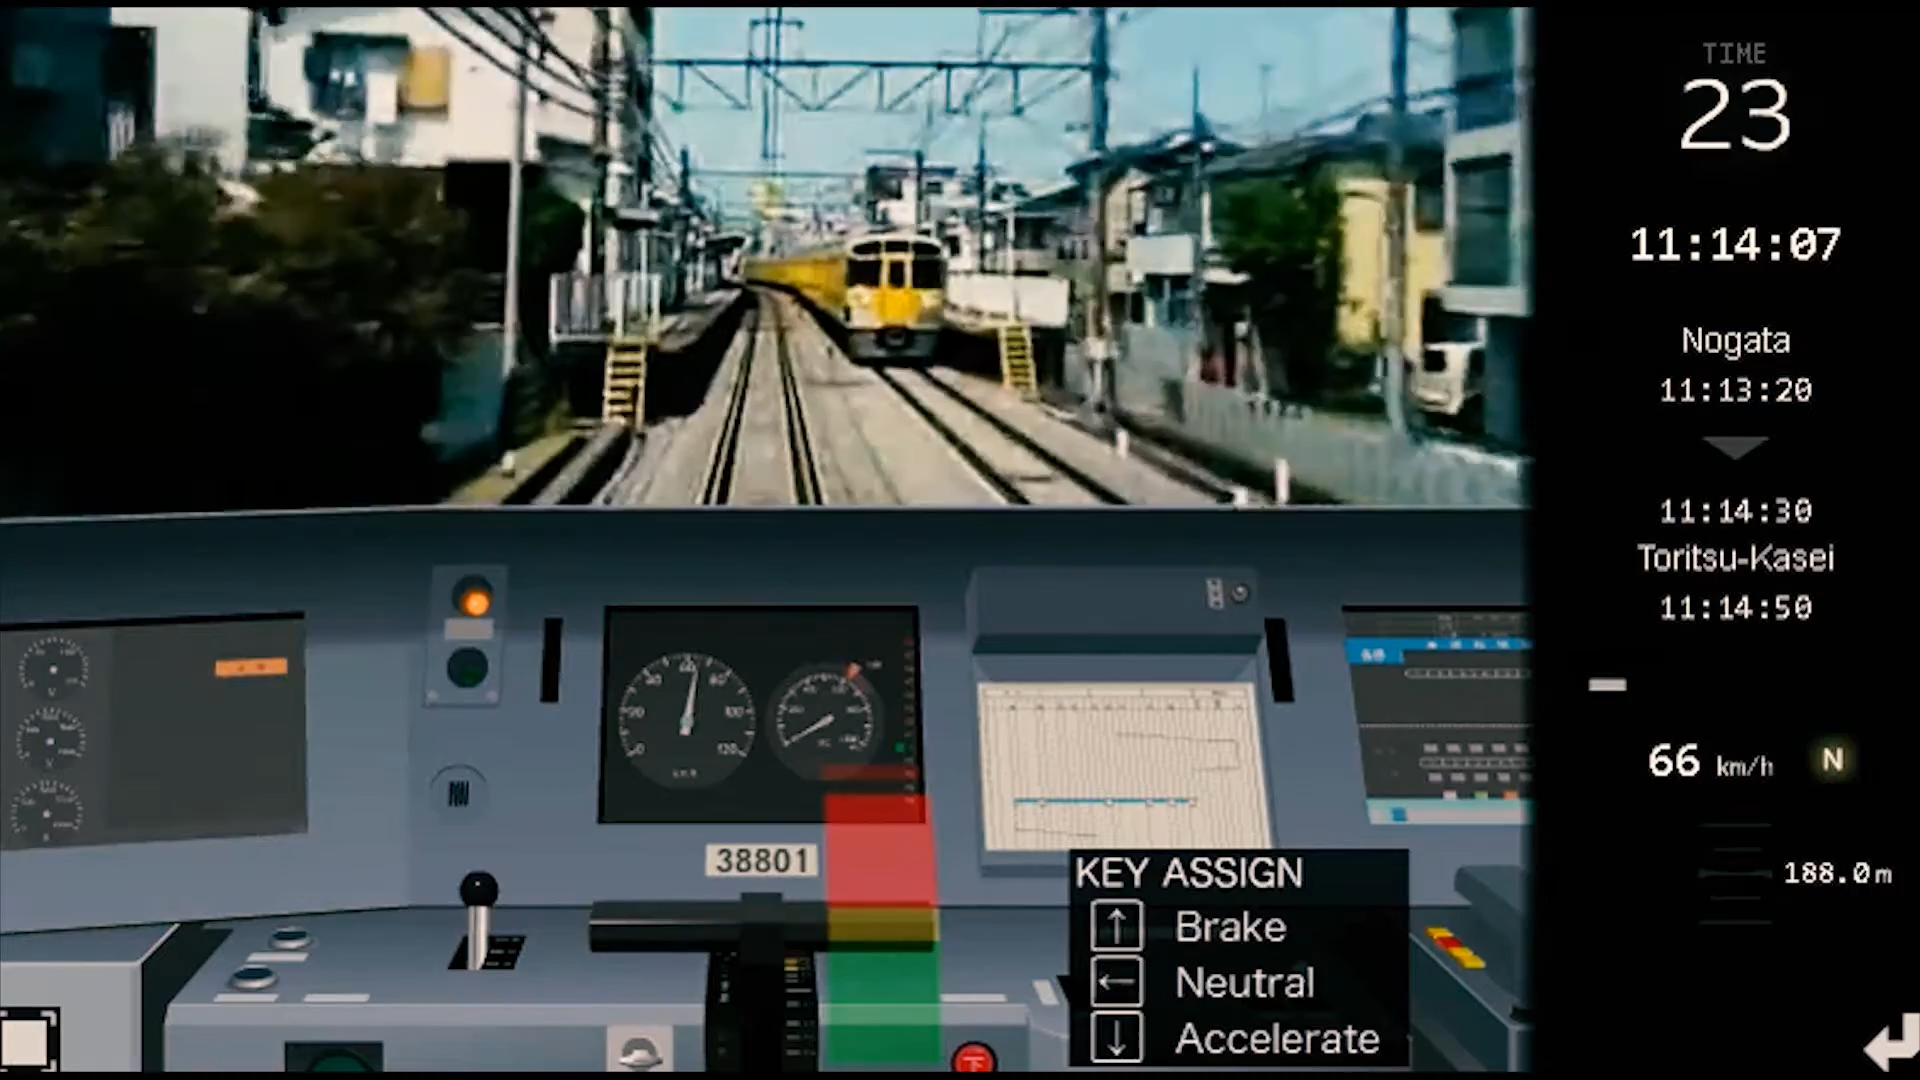 TIME
23
11:14:07
Nogata
11:13:20
11:14:30
Toritsu-Kasei
11:14:50
66 km/h N
188.0m
38801
KEY ASSIGN
↑ Brake
← Neutral
↓ Accelerate